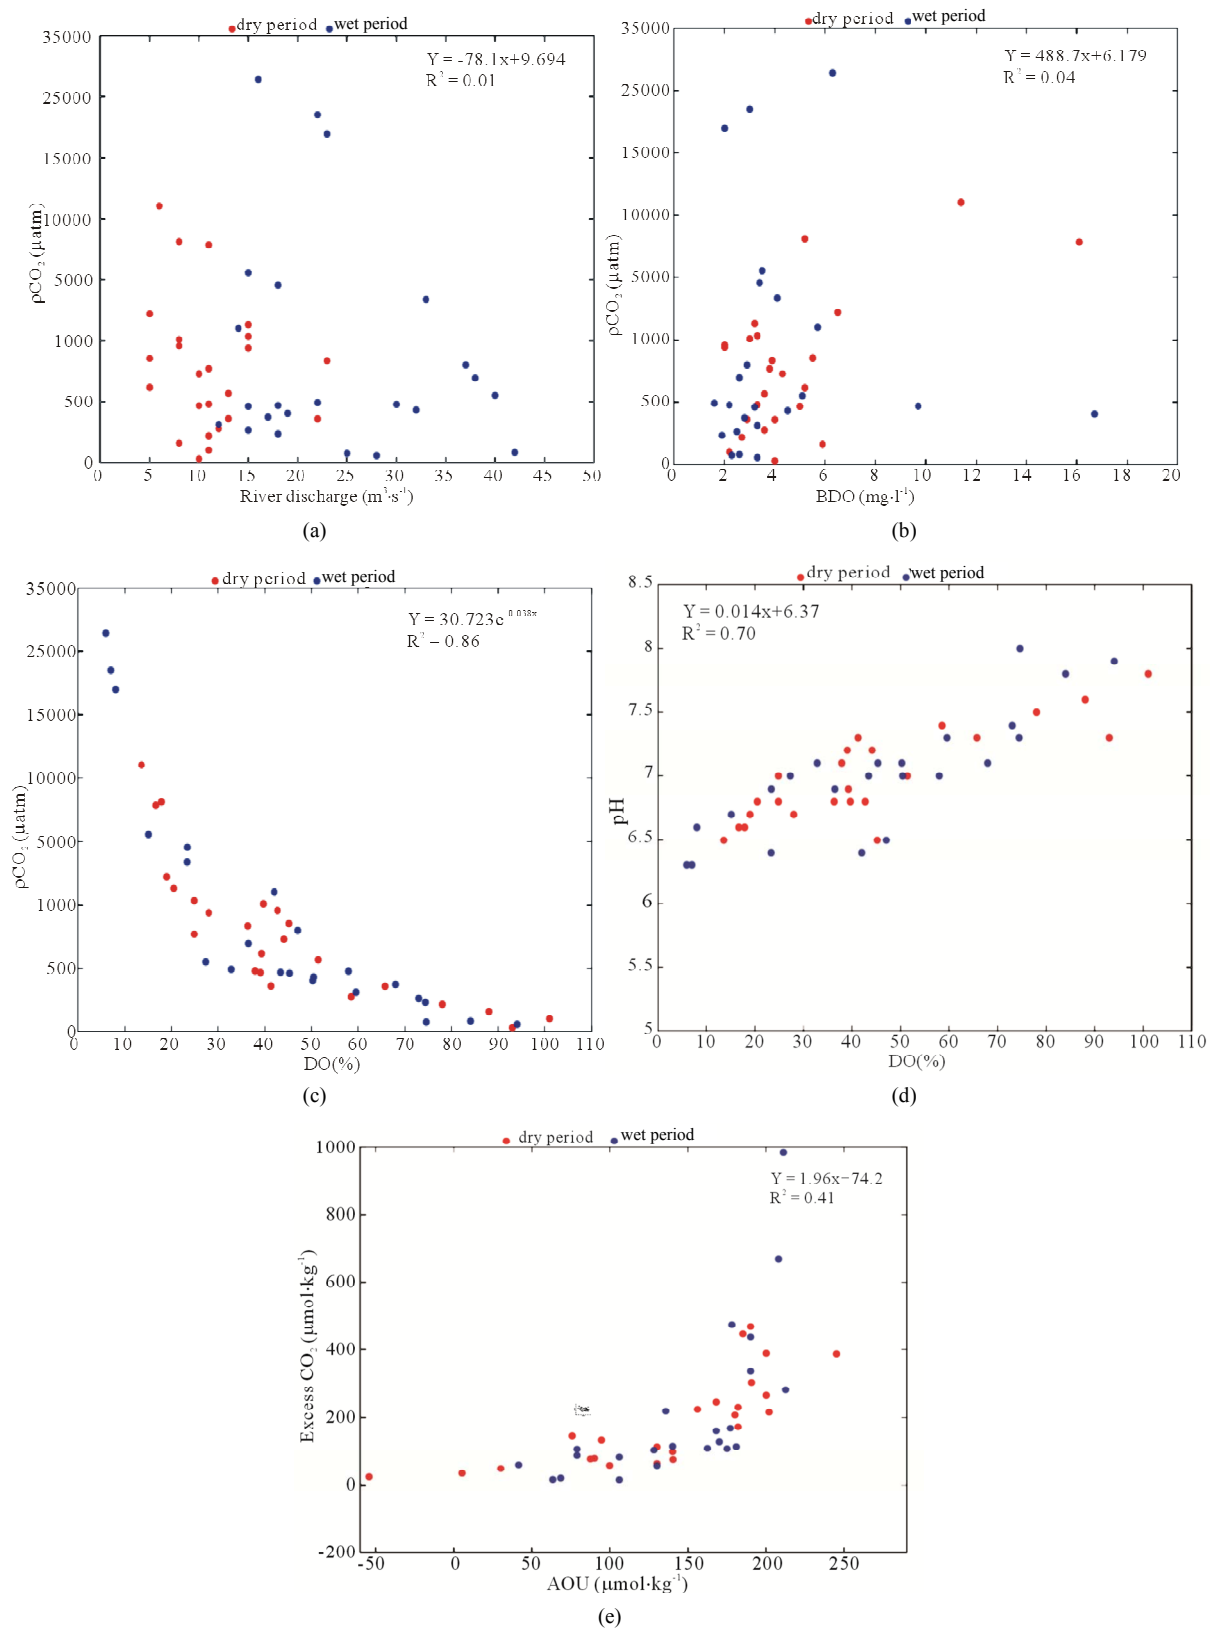 dry period wet period
35000
25000
15000
10000
5000
1000
500
0
ρCO₂ (μatm)
Y = -78.1x+9.694
R² = 0.01
0 5 10 15 20 25 30 35 40 45 50
River discharge (m³·s⁻¹)
(a)
dry period wet period
35000
25000
15000
10000
5000
1000
500
0
ρCO₂ (μatm)
Y = 488.7x+6.179
R² = 0.04
0 2 4 6 8 10 12 14 16 18 20
BDO (mg·l⁻¹)
(b)
dry period wet period
35000
25000
15000
10000
5000
1000
500
0
ρCO₂ (μatm)
Y = 30.723e⁻⁰·⁰³⁸ˣ
R² = 0.86
0 10 20 30 40 50 60 70 80 90 100 110
DO(%)
(c)
dry period wet period
8.5
8
7.5
7
6.5
6
5.5
5
pH
Y = 0.014x+6.37
R² = 0.70
0 10 20 30 40 50 60 70 80 90 100 110
DO(%)
(d)
dry period wet period
1000
800
600
400
200
0
-200
Excess CO₂ (μmol·kg⁻¹)
Y = 1.96x−74.2
R² = 0.41
-50 0 50 100 150 200 250
AOU (μmol·kg⁻¹)
(e)